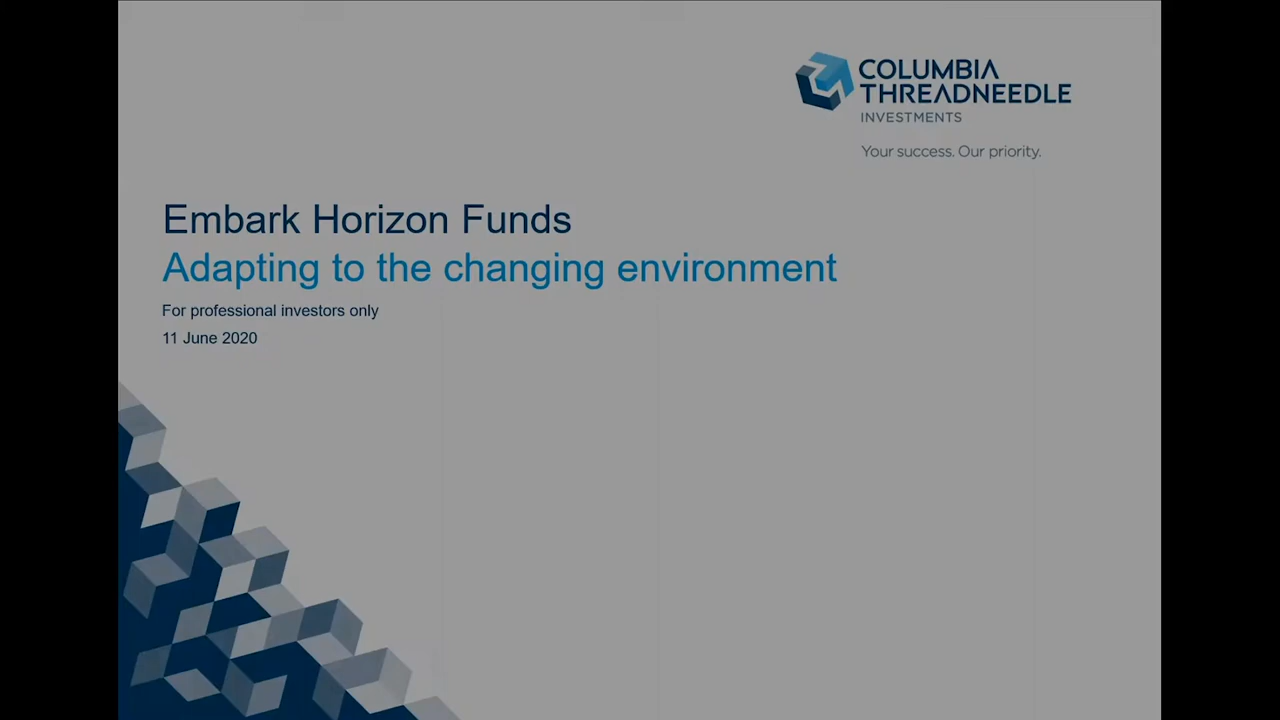 COLUMBIA
THREADNEEDLE
INVESTMENTS
Your success. Our priority.
Embark Horizon Funds
Adapting to the changing environment
For professional investors only
11 June 2020